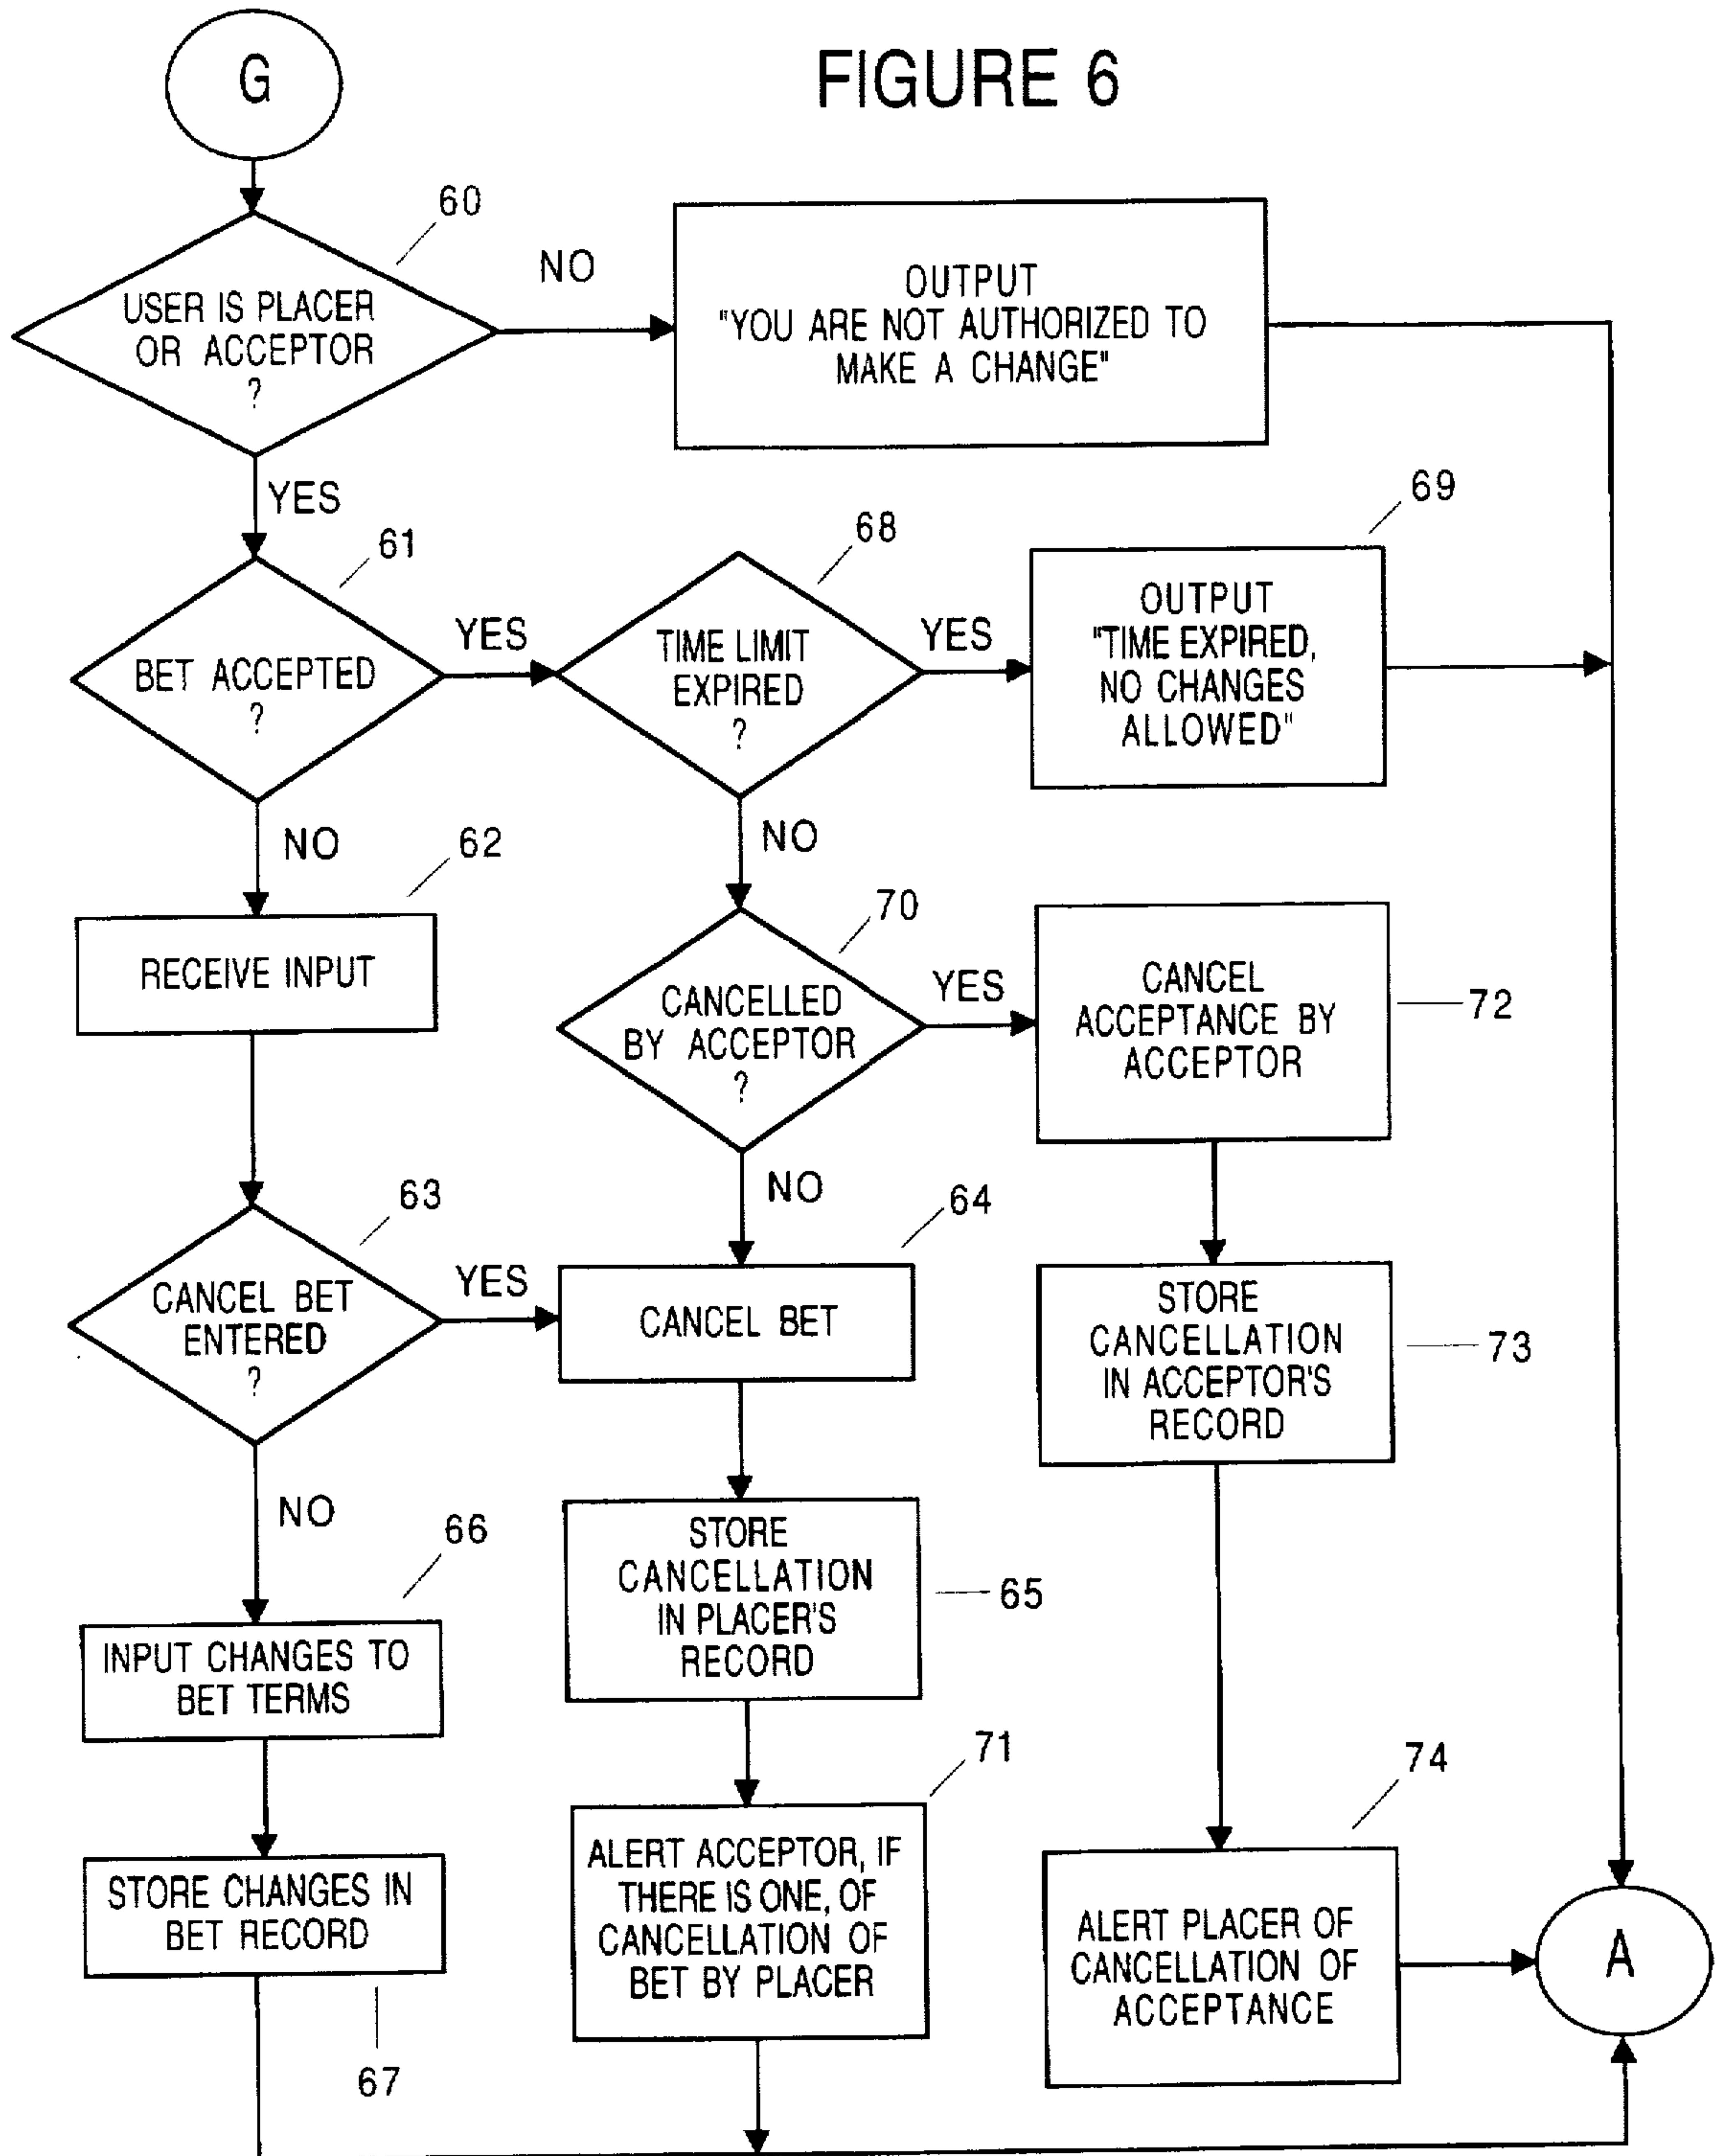 FIGURE 6
G
60
USER IS PLACER
OR ACCEPTOR
?
NO
OUTPUT
"YOU ARE NOT AUTHORIZED TO
MAKE A CHANGE"
YES
61
BET ACCEPTED
?
YES
68
TIME LIMIT
EXPIRED
?
YES
69
OUTPUT
"TIME EXPIRED,
NO CHANGES
ALLOWED"
NO
62
RECEIVE INPUT
NO
70
CANCELLED
BY ACCEPTOR
?
YES
CANCEL
ACCEPTANCE BY
ACCEPTOR
72
NO
63
CANCEL BET
ENTERED
?
YES
64
CANCEL BET
STORE
CANCELLATION
IN ACCEPTOR'S
RECORD
73
NO
66
INPUT CHANGES TO
BET TERMS
STORE
CANCELLATION
IN PLACER'S
RECORD
65
STORE CHANGES IN
BET RECORD
67
71
ALERT ACCEPTOR, IF
THERE IS ONE, OF
CANCELLATION OF
BET BY PLACER
74
ALERT PLACER OF
CANCELLATION OF
ACCEPTANCE
A